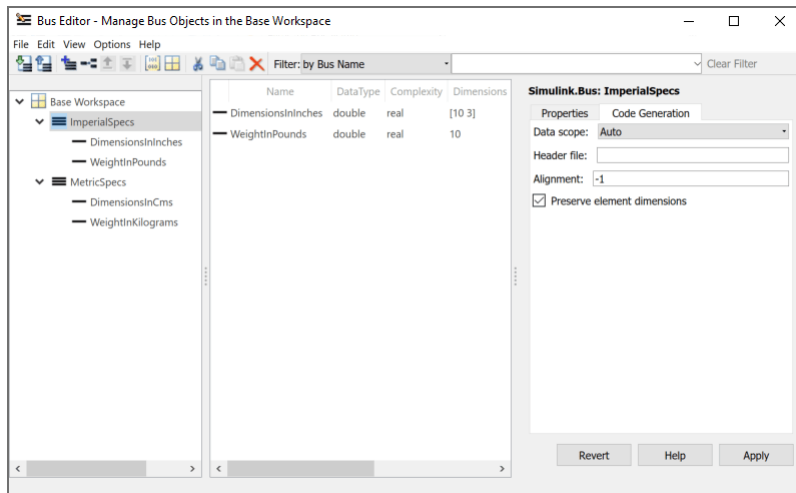 Bus Editor - Manage Bus Objects in the Base Workspace
File Edit View Options Help
Filter: by Bus Name
Clear Filter
Base Workspace
ImperialSpecs
DimensionsInInches
WeightInPounds
MetricSpecs
DimensionsInCms
WeightInKilograms
Name DataType Complexity Dimensions
DimensionsInInches double real [10 3]
WeightInPounds double real 10
Simulink.Bus: ImperialSpecs
Properties Code Generation
Data scope: Auto
Header file:
Alignment: -1
Preserve element dimensions
Revert Help Apply